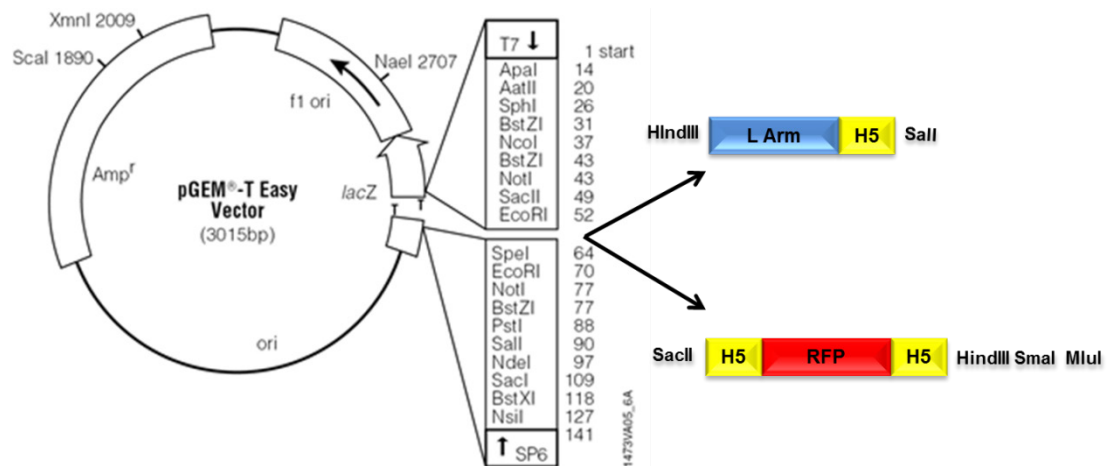 XmnI 2009
ScaI 1890
NaeI 2707
f1 ori
Ampr
pGEM®-T Easy
Vector
(3015bp)
lacZ
T
T
ori
T7 ↓
1 start
ApaI 14
AatII 20
SphI 26
BstZI 31
NcoI 37
BstZI 43
NotI 43
SacII 49
EcoRI 52
SpeI 64
EcoRI 70
NotI 77
BstZI 77
PstI 88
SalI 90
NdeI 97
SacI 109
BstXI 118
NsiI 127
141
↑ SP6
1473VA05_6A
HIndIII L Arm H5 SalI
SacII H5 RFP H5 HindIII SmaI MluI